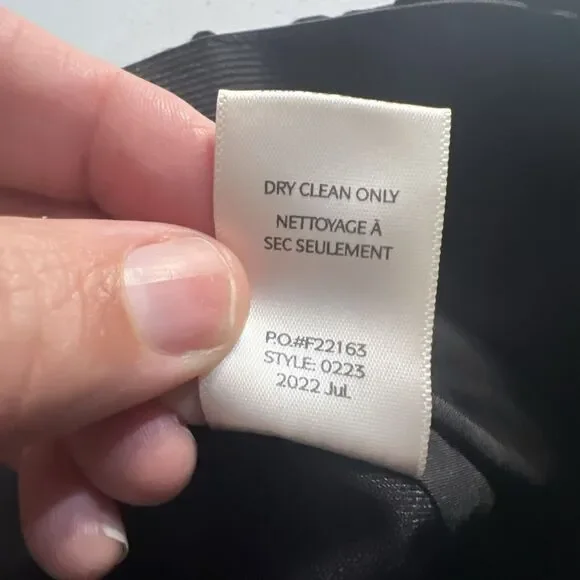 DRY CLEAN ONLY
NETTOYAGE À
SEC SEULEMENT
P.O.#F22163
STYLE: 0223
2022 Jul.